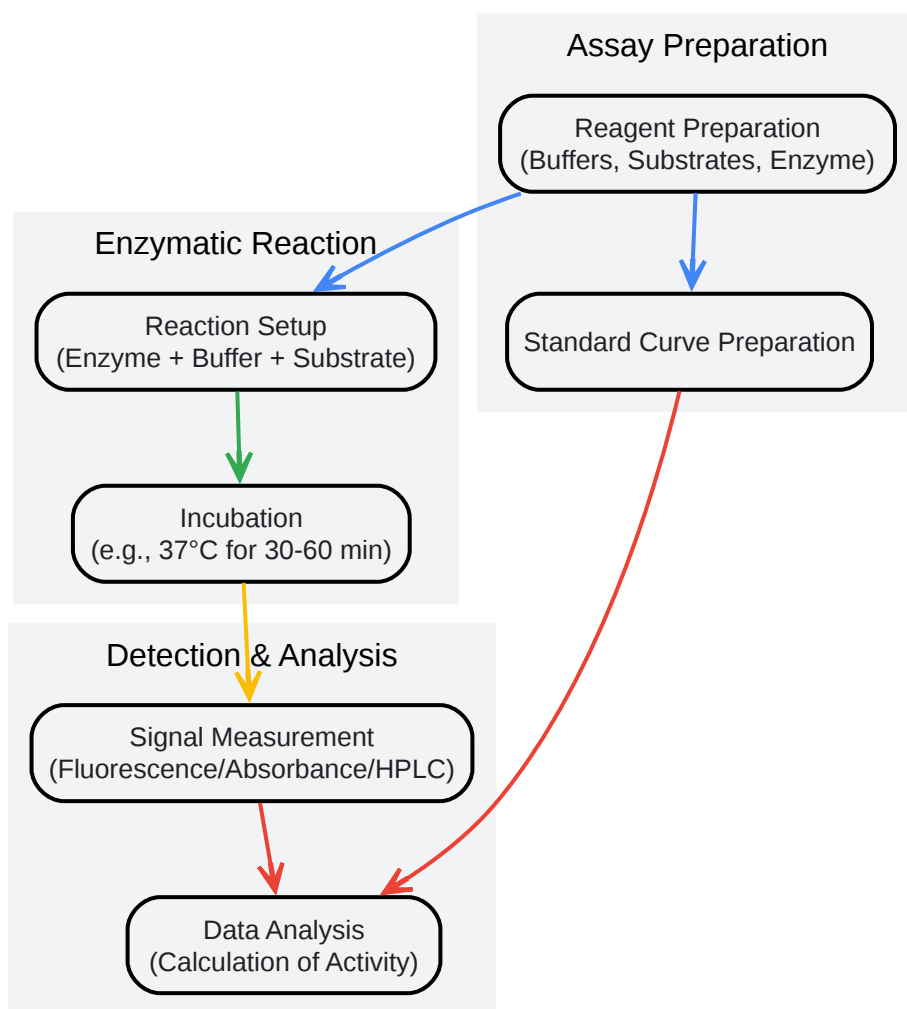 Assay Preparation
Reagent Preparation
(Buffers, Substrates, Enzyme)
Standard Curve Preparation
Enzymatic Reaction
Reaction Setup
(Enzyme + Buffer + Substrate)
Incubation
(e.g., 37°C for 30-60 min)
Detection & Analysis
Signal Measurement
(Fluorescence/Absorbance/HPLC)
Data Analysis
(Calculation of Activity)